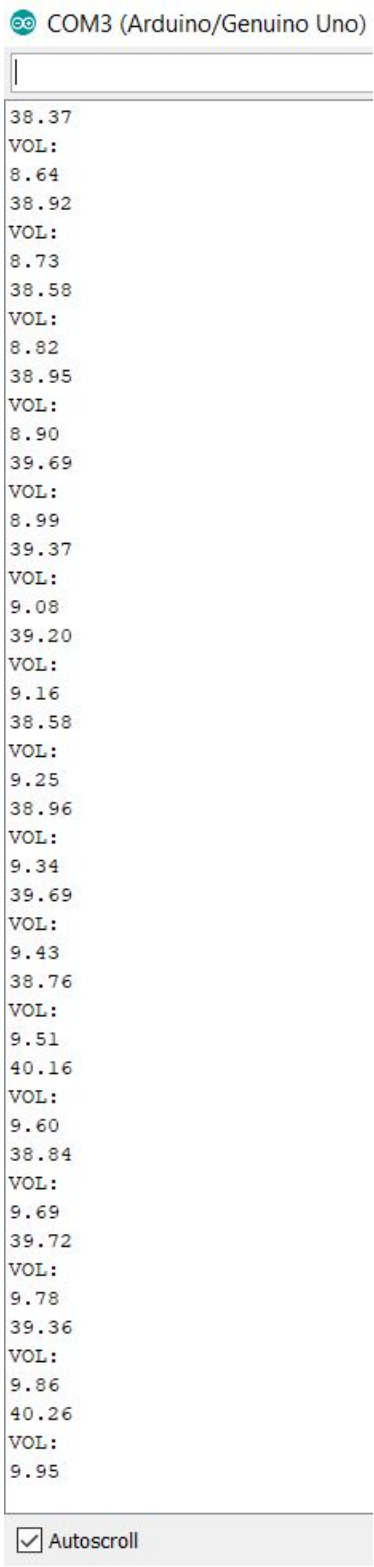 COM3 (Arduino/Genuino Uno)
38.37
VOL:
8.64
38.92
VOL:
8.73
38.58
VOL:
8.82
38.95
VOL:
8.90
39.69
VOL:
8.99
39.37
VOL:
9.08
39.20
VOL:
9.16
38.58
VOL:
9.25
38.96
VOL:
9.34
39.69
VOL:
9.43
38.76
VOL:
9.51
40.16
VOL:
9.60
38.84
VOL:
9.69
39.72
VOL:
9.78
39.36
VOL:
9.86
40.26
VOL:
9.95
Autoscroll